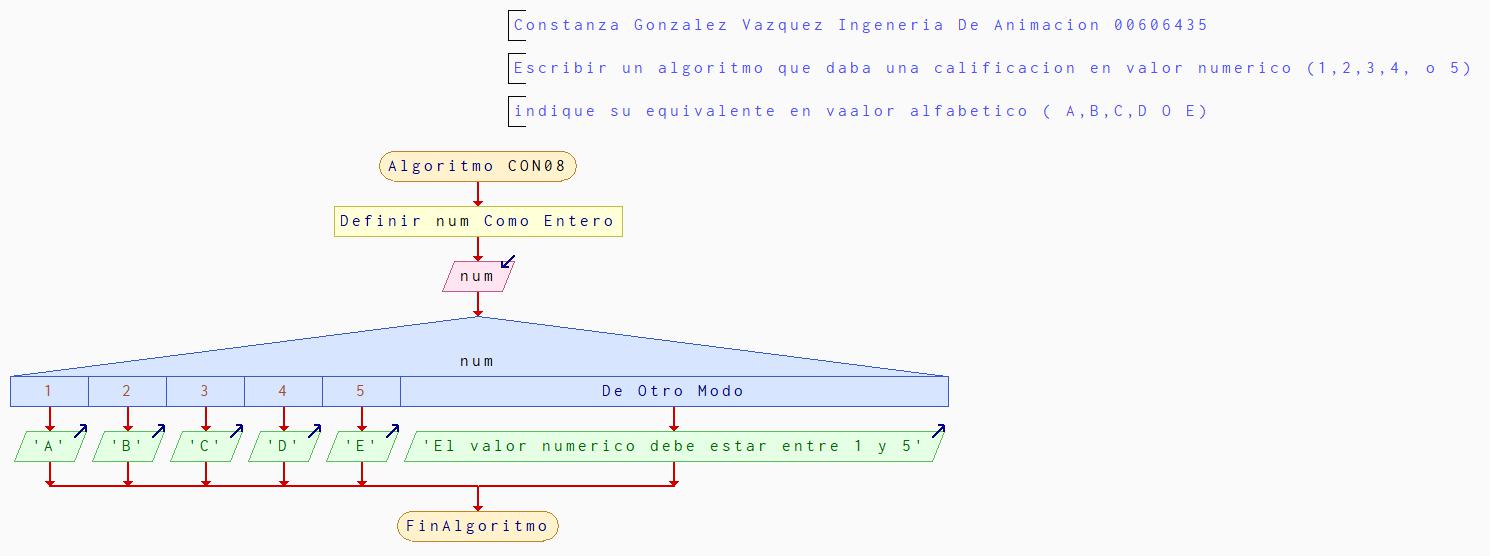 Constanza Gonzalez Vazquez Ingeneria De Animacion 00606435
Escribir un algoritmo que daba una calificacion en valor numerico (1,2,3,4, o 5)
indique su equivalente en vaalor alfabetico ( A,B,C,D O E)
Algoritmo CON08
Definir num Como Entero
num
num
1 2 3 4 5 De Otro Modo
'A' 'B' 'C' 'D' 'E' 'El valor numerico debe estar entre 1 y 5'
FinAlgoritmo